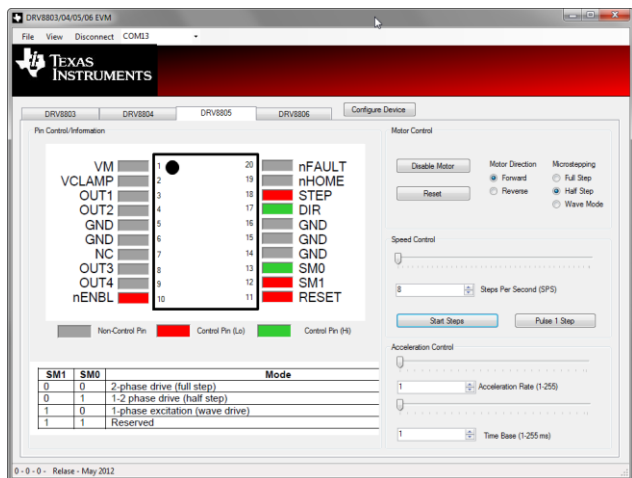 DRV8803/04/05/06 EVM
File View Disconnect COM13
TEXAS
INSTRUMENTS
DRV8803 DRV8804 DRV8805 DRV8806 Configure Device
Pin Control/Information
VM 1 20 nFAULT
VCLAMP 2 19 nHOME
OUT1 3 18 STEP
OUT2 4 17 DIR
GND 5 16 GND
GND 6 15 GND
NC 7 14 GND
OUT3 8 13 SM0
OUT4 9 12 SM1
nENBL 10 11 RESET
Non-Control Pin Control Pin (Lo) Control Pin (Hi)
SM1 SM0 Mode
0 0 2-phase drive (full step)
0 1 1-2 phase drive (half step)
1 0 1-phase excitation (wave drive)
1 1 Reserved
Motor Control
Disable Motor Motor Direction Microstepping
Forward Full Step
Reset Reverse Half Step
Wave Mode
Speed Control
8 Steps Per Second (SPS)
Start Steps Pulse 1 Step
Acceleration Control
1 Acceleration Rate (1-255)
1 Time Base (1-255 ms)
0 - 0 - 0 - Relase - May 2012